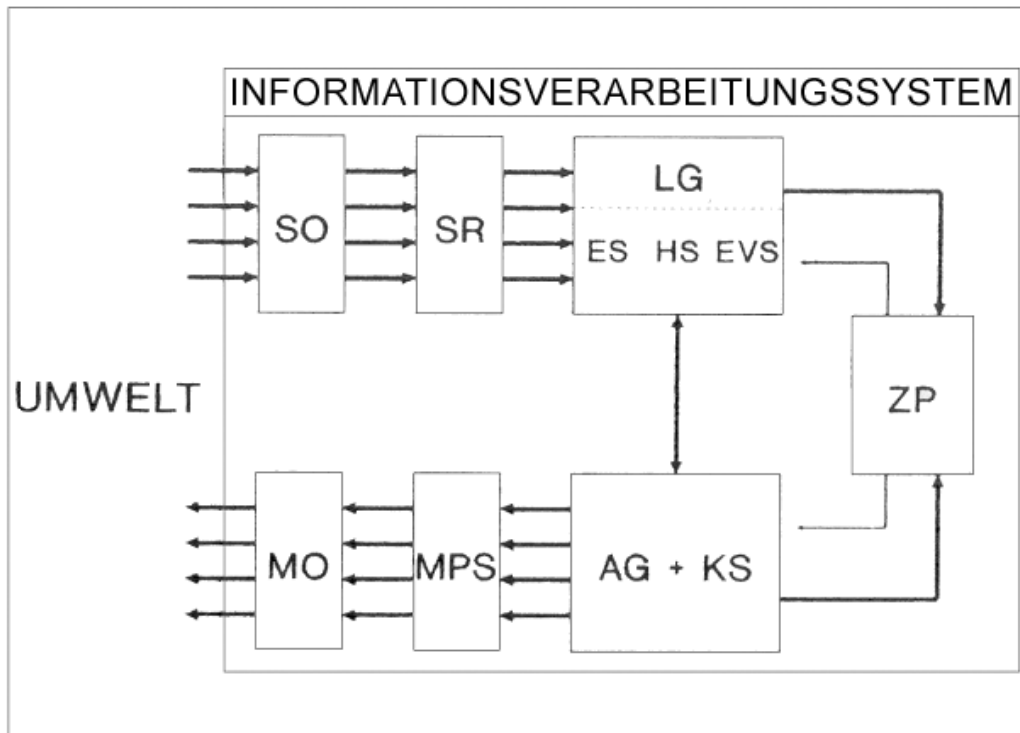 INFORMATIONSVERARBEITUNGSSYSTEM
SO
SR
LG
ES HS EVS
ZP
UMWELT
MO
MPS
AG + KS